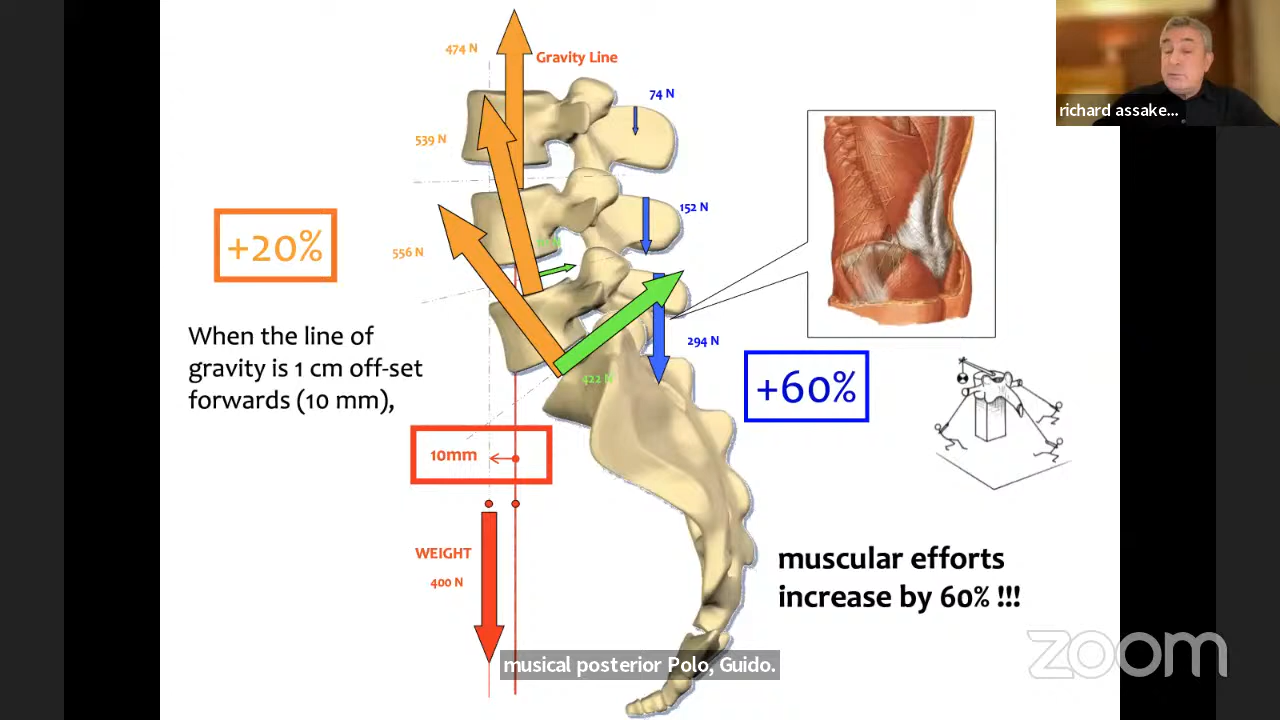 474 N
Gravity Line
74 N
richard assake...
539 N
152 N
+20%
556 N
When the line of
gravity is 1 cm off-set
forwards (10 mm),
294 N
422 N
+60%
10mm
WEIGHT
400 N
muscular efforts
increase by 60% !!!
zoom
musical posterior Polo, Guido.